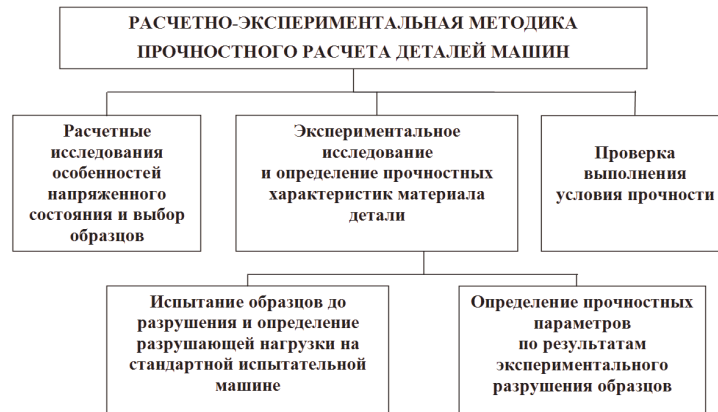 РАСЧЕТНО-ЭКСПЕРИМЕНТАЛЬНАЯ МЕТОДИКА
ПРОЧНОСТНОГО РАСЧЕТА ДЕТАЛЕЙ МАШИН
Расчетные
исследования
особенностей
напряженного
состояния и выбор
образцов
Экспериментальное
исследование
и определение прочностных
характеристик материала
детали
Проверка
выполнения
условия прочности
Испытание образцов до
разрушения и определение
разрушающей нагрузки на
стандартной испытательной
машине
Определение прочностных
параметров
по результатам
экспериментального
разрушения образцов